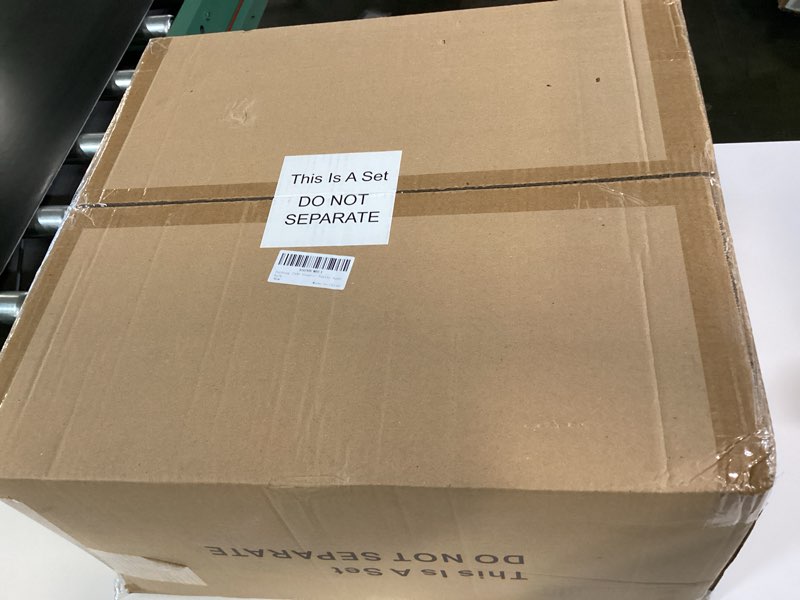 This Is A Set
DO NOT
SEPARATE
This Is A Set
DO NOT SEPARATE